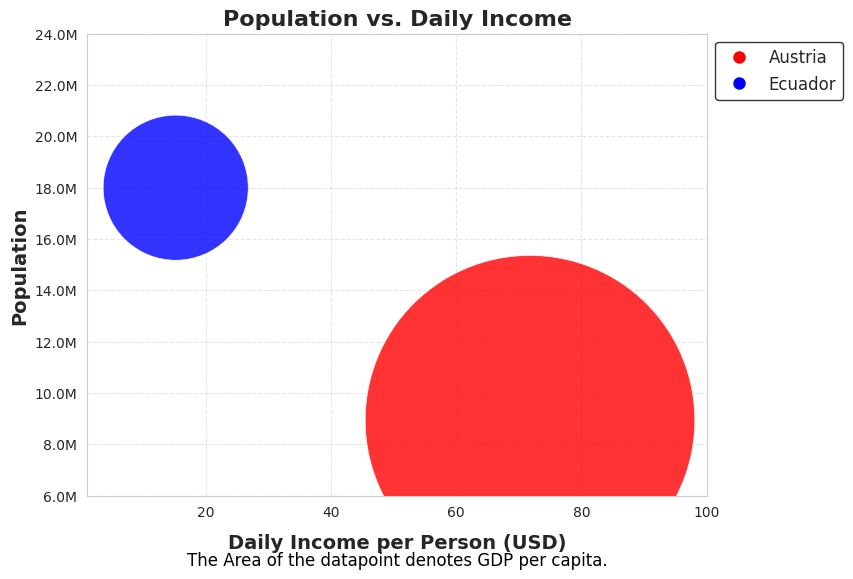 Population vs. Daily Income
24.0M
22.0M
20.0M
18.0M
16.0M
14.0M
12.0M
10.0M
8.0M
6.0M
Population
20 40 60 80 100
Daily Income per Person (USD)
The Area of the datapoint denotes GDP per capita.
Austria
Ecuador